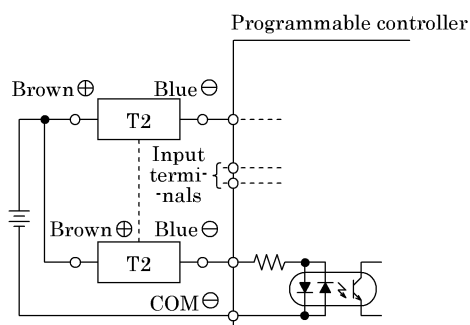 Programmable controller
Brown ⊕ Blue ⊖
T2
Input
termi-
-nals
Brown ⊕ Blue ⊖
T2
COM ⊖